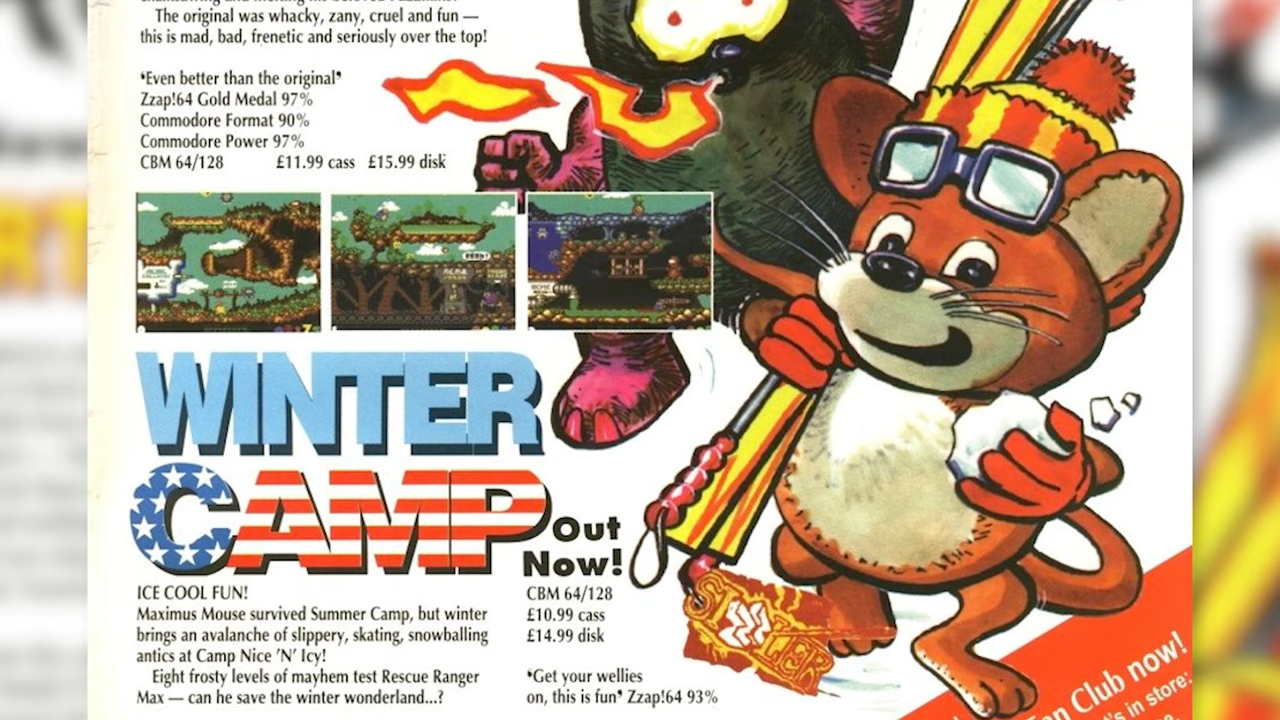 The original was whacky, zany, cruel and fun —
this is mad, bad, frenetic and seriously over the top!
‘Even better than the original’
Zzap!64 Gold Medal 97%
Commodore Format 90%
Commodore Power 97%
CBM 64/128 £11.99 cass £15.99 disk
WINTER
CAMP
Out
Now!
ICE COOL FUN!
Maximus Mouse survived Summer Camp, but winter
brings an avalanche of slippery, skating, snowballing
antics at Camp Nice ’N’ Icy!
Eight frosty levels of mayhem test Rescue Ranger
Max — can he save the winter wonderland...?
CBM 64/128
£10.99 cass
£14.99 disk
‘Get your wellies
on, this is fun’ Zzap!64 93%
Club now!
in store: